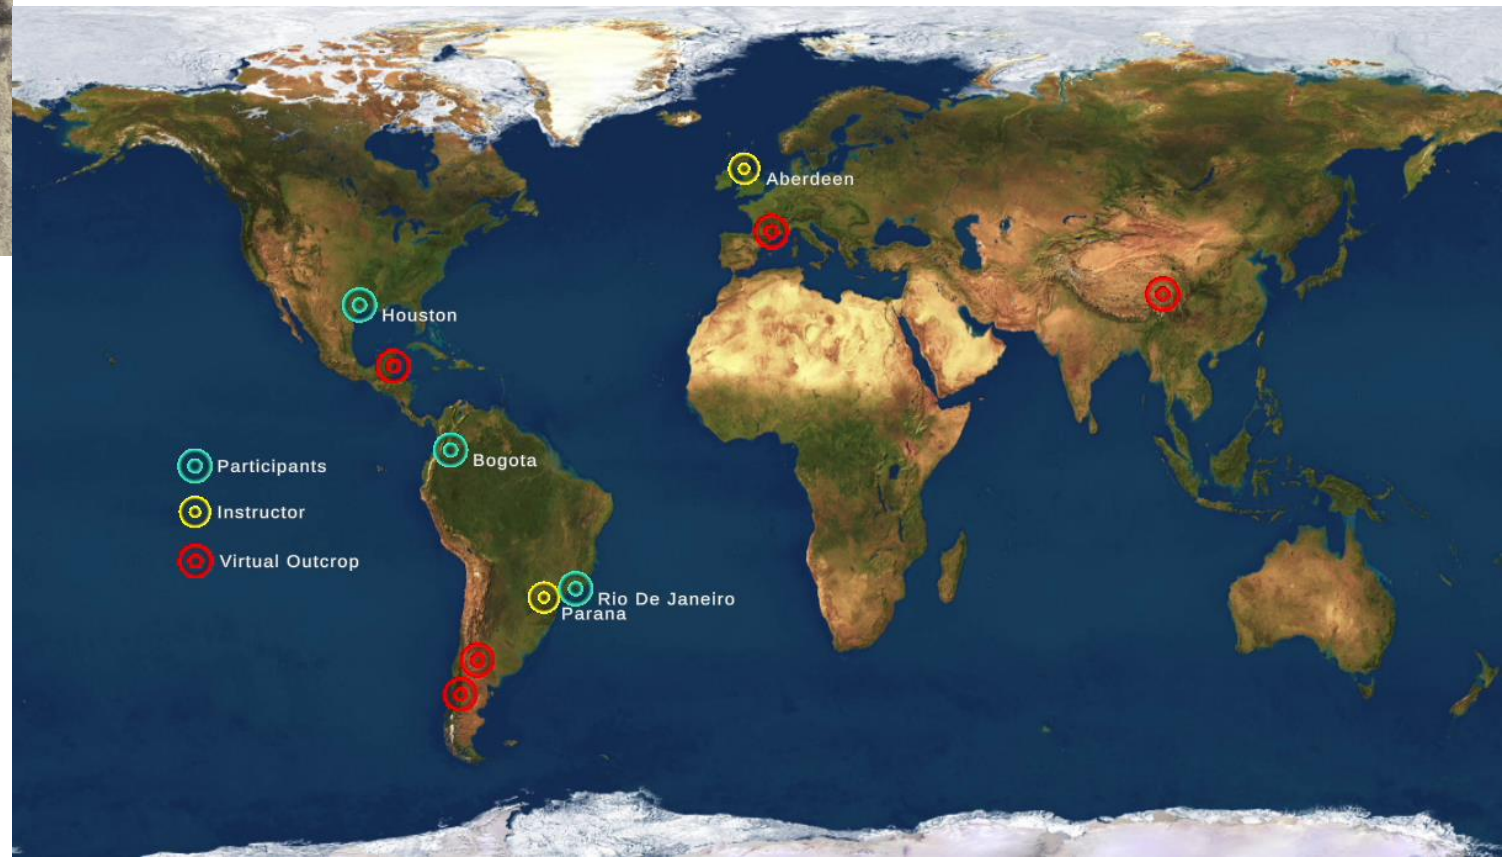 Aberdeen
Houston
Bogota
Participants
Instructor
Virtual Outcrop
Rio De Janeiro
Parana